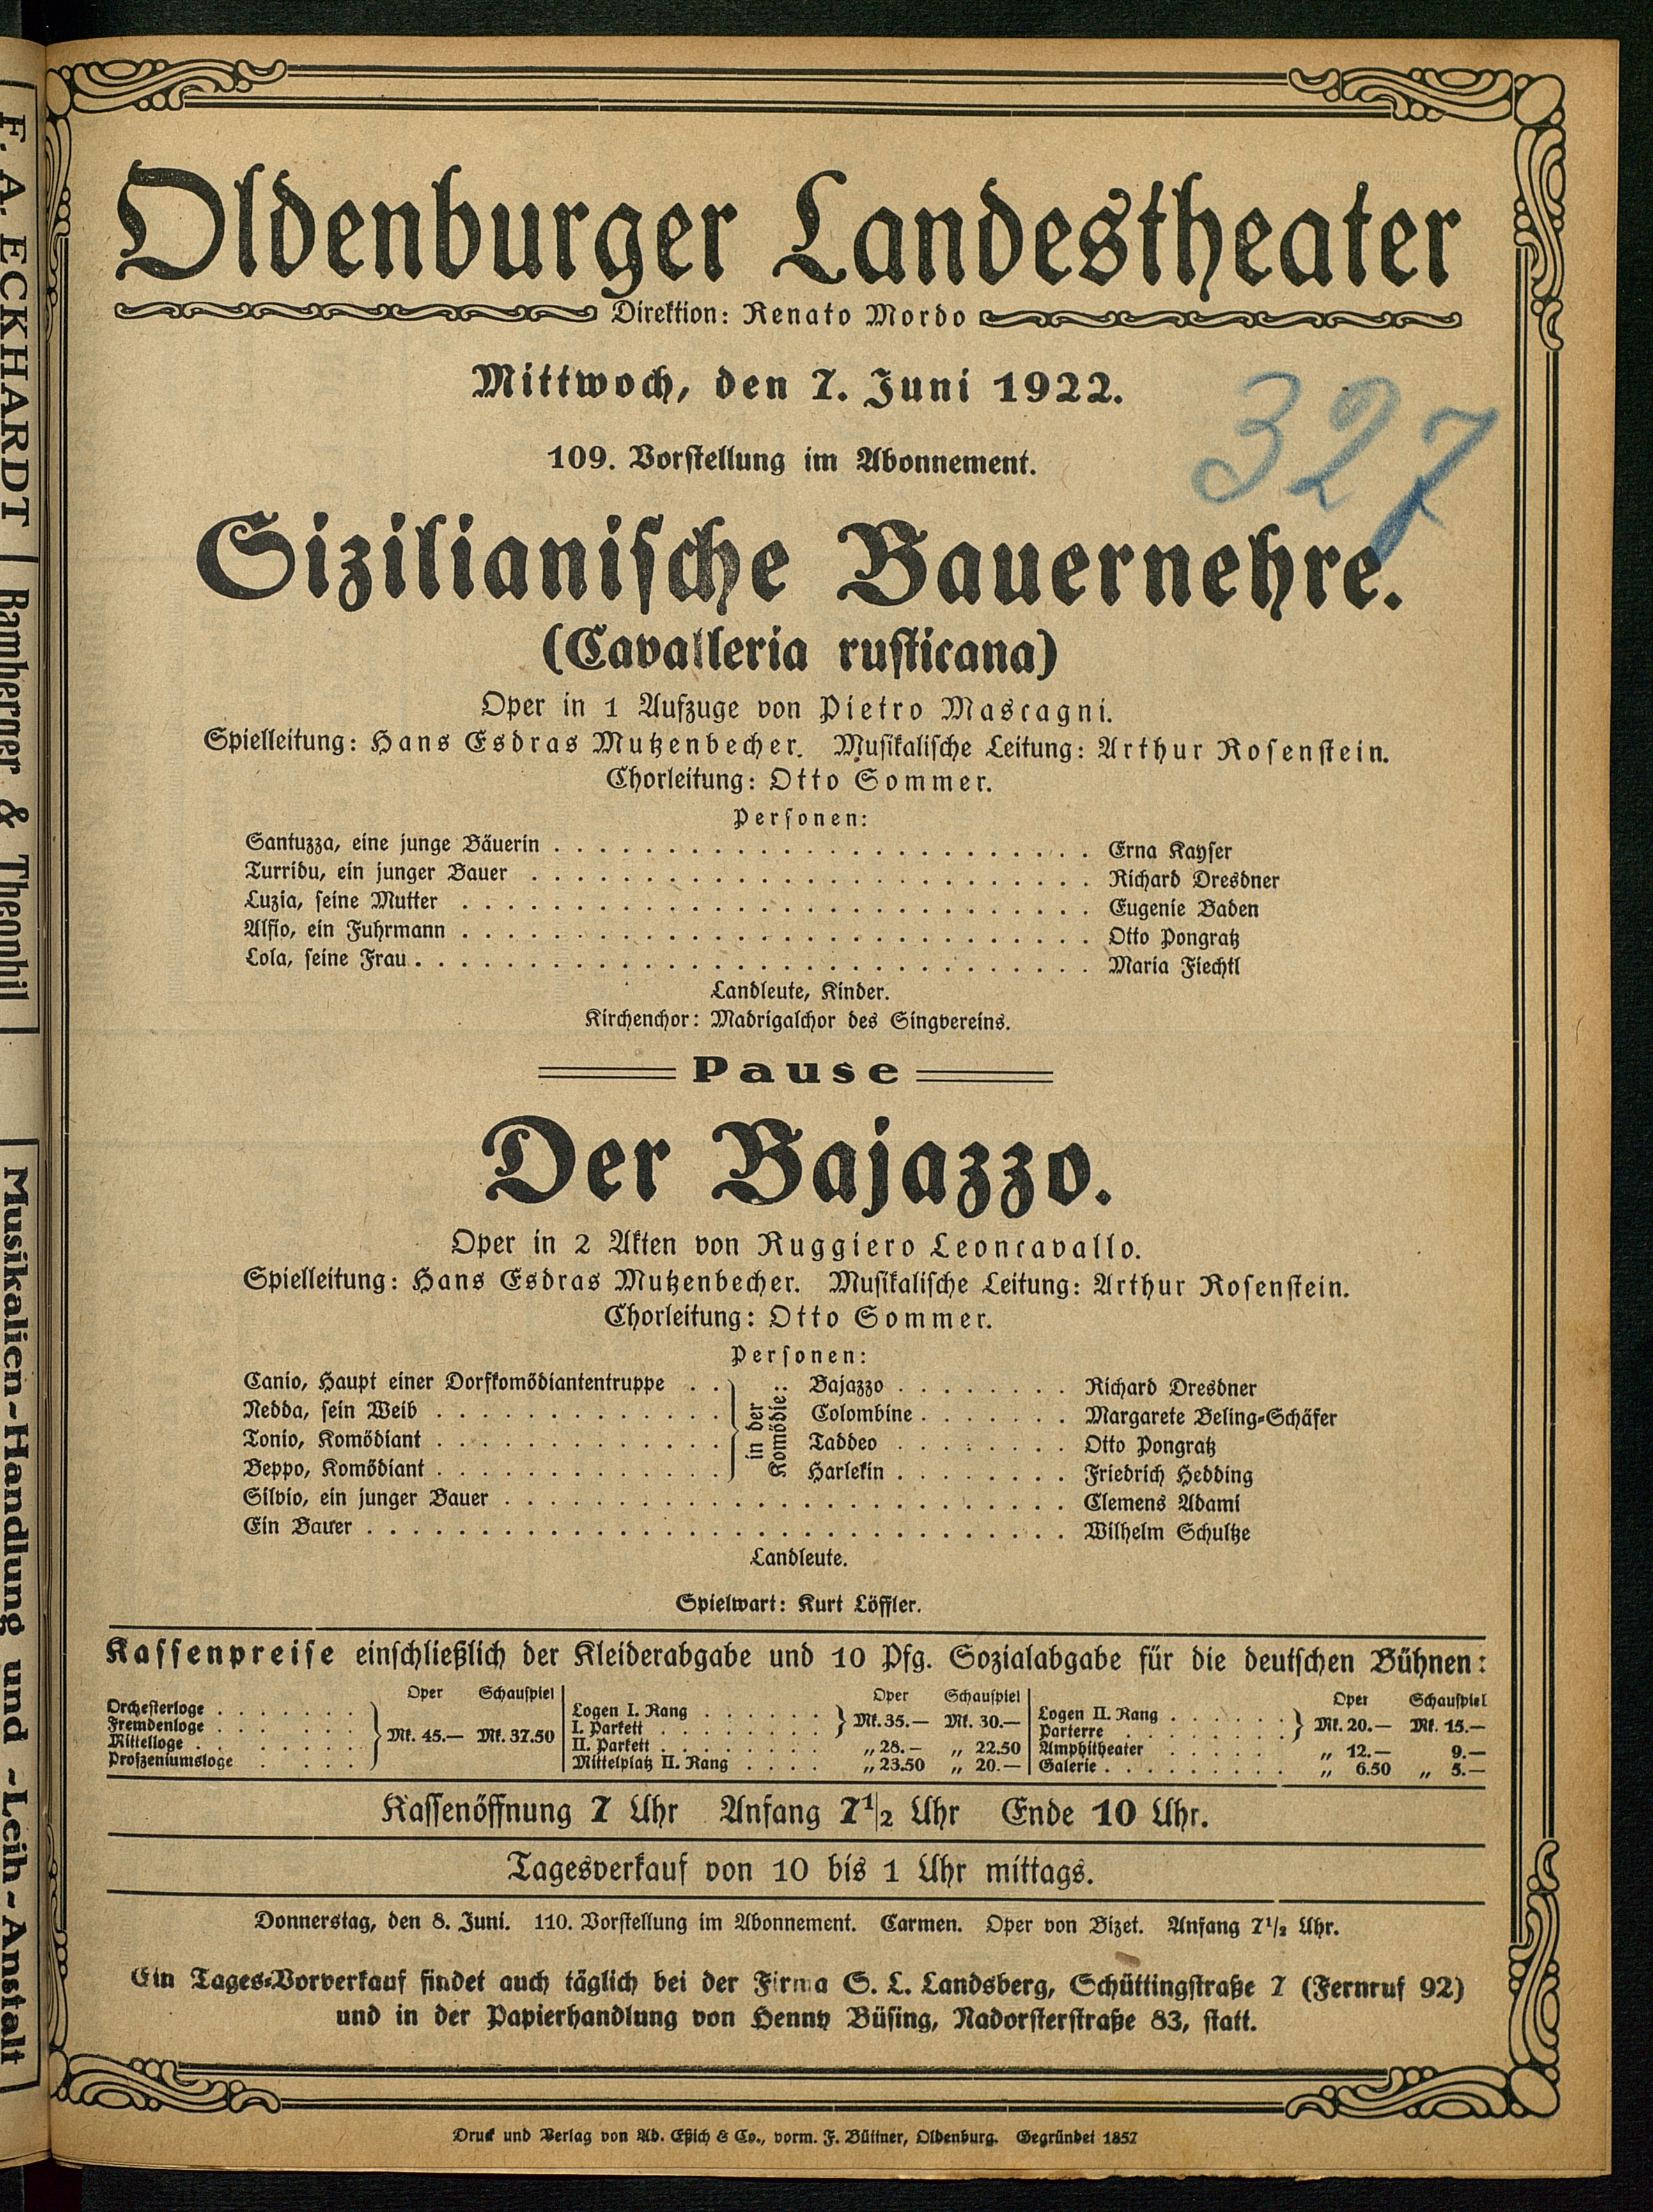 Oldenburger Landestheater
Direktion: Renato Mordo
Mittwoch, den 7. Juni 1922.
327
109. Vorstellung im Abonnement.
Sizilianische Bauernehre.
(Cavalleria rusticana)
Oper in 1 Aufzuge von Pietro Mascagni.
Spielleitung: Hans Esdras Mutzenbecher. Musikalische Leitung: Arthur Rosenstein.
Chorleitung: Otto Sommer.
Personen:
Santuzza, eine junge Bäuerin . . . Erna Kayser
Turridu, ein junger Bauer . . . Richard Dresdner
Luzia, seine Mutter . . . Eugenie Baden
Alfio, ein Fuhrmann . . . Otto Pongratz
Lola, seine Frau . . . Maria Fiechtl
Landleute, Kinder.
Kirchenchor: Madrigalchor des Singvereins.
Pause
Der Bajazzo.
Oper in 2 Akten von Ruggiero Leoncavallo.
Spielleitung: Hans Esdras Mutzenbecher. Musikalische Leitung: Arthur Rosenstein.
Chorleitung: Otto Sommer.
Personen:
Canio, Haupt einer Dorfkomödiantentruppe . . Bajazzo . . . Richard Dresdner
Nedda, sein Weib . . . Colombine . . . Margarete Beling-Schäfer
in der Komödie:
Tonio, Komödiant . . . Taddeo . . . Otto Pongratz
Beppo, Komödiant . . . Harlekin . . . Friedrich Hedding
Silvio, ein junger Bauer . . . Clemens Adami
Ein Bauer . . . Wilhelm Schultze
Landleute.
Spielwart: Kurt Löffler.
Kassenpreise einschließlich der Kleiderabgabe und 10 Pfg. Sozialabgabe für die deutschen Bühnen:
Oper Schauspiel
Orchesterloge . . .
Fremdenloge . . .
Mittelloge . . .
Proszeniumsloge . . .
Mk. 45.— Mk. 37.50
Oper Schauspiel
Logen I. Rang . . .
I. Parkett . . .
Mk. 35.— Mk. 30.—
II. Parkett . . . „ 28.— „ 22.50
Mittelplatz II. Rang . . . „ 23.50 „ 20.—
Oper Schauspiel
Logen II. Rang . . .
Parterre . . .
Mk. 20.— Mk. 15.—
Amphitheater . . . „ 12.— 9.—
Galerie . . . „ 6.50 „ 5.—
Kassenöffnung 7 Uhr Anfang 7 1/2 Uhr Ende 10 Uhr.
Tagesverkauf von 10 bis 1 Uhr mittags.
Donnerstag, den 8. Juni. 110. Vorstellung im Abonnement. Carmen. Oper von Bizet. Anfang 7 1/2 Uhr.
Ein Tages-Vorverkauf findet auch täglich bei der Firma S. L. Landsberg, Schüttingstraße 7 (Fernruf 92)
und in der Papierhandlung von Henny Büsing, Nadorsterstraße 83, statt.
Druck und Verlag von Ad. Eßich & Co., vorm. F. Büttner, Oldenburg. Gegründet 1857
F. A. ECKHARDT
Bamberger & Theophil
Musikalien-Handlung und -Leih-Anstalt